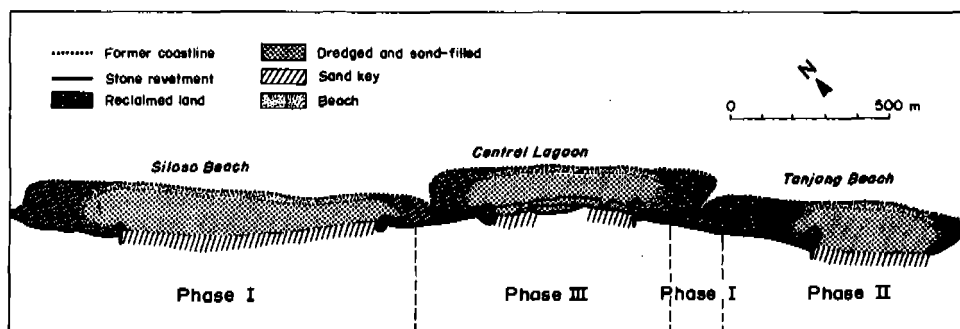 Former coastline
Stone revetment
Reclaimed land
Dredged and sand-filled
Sand key
Beach
N
0 500 m
Siloso Beach
Central Lagoon
Tanjong Beach
Phase I
Phase III
Phase I
Phase II